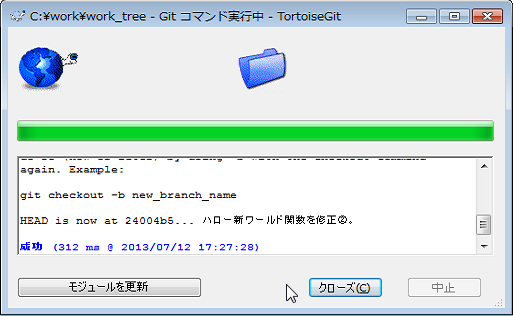 C:¥work¥work_tree - Git コマンド実行中 - TortoiseGit
again. Example:
git checkout -b new_branch_name
HEAD is now at 24004b5... ハロー新ワールド関数を修正②。
成功 (312 ms @ 2013/07/12 17:27:28)
モジュールを更新
クローズ(C)
中止